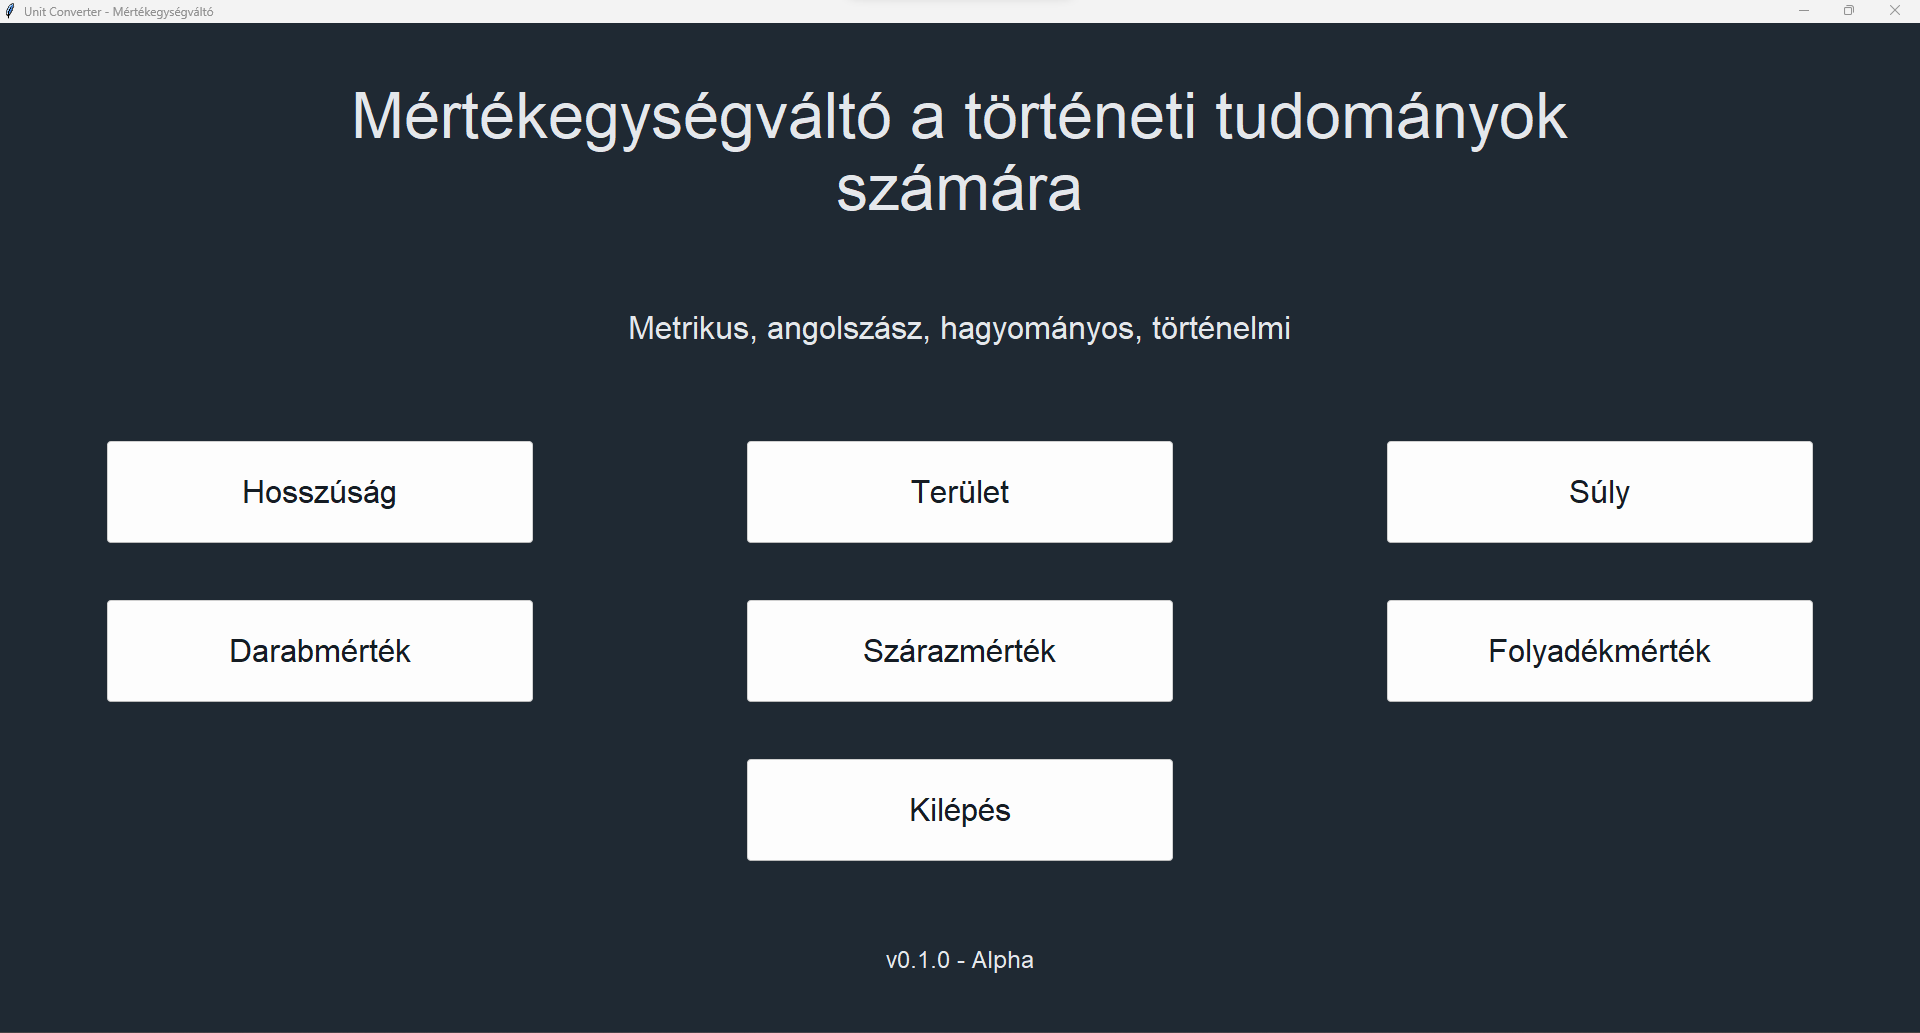 Unit Converter - Mértékegységváltó
Mértékegységváltó a történeti tudományok
számára
Metrikus, angolszász, hagyományos, történelmi
Hosszúság
Terület
Súly
Darabmérték
Szárazmérték
Folyadékmérték
Kilépés
v0.1.0 - Alpha